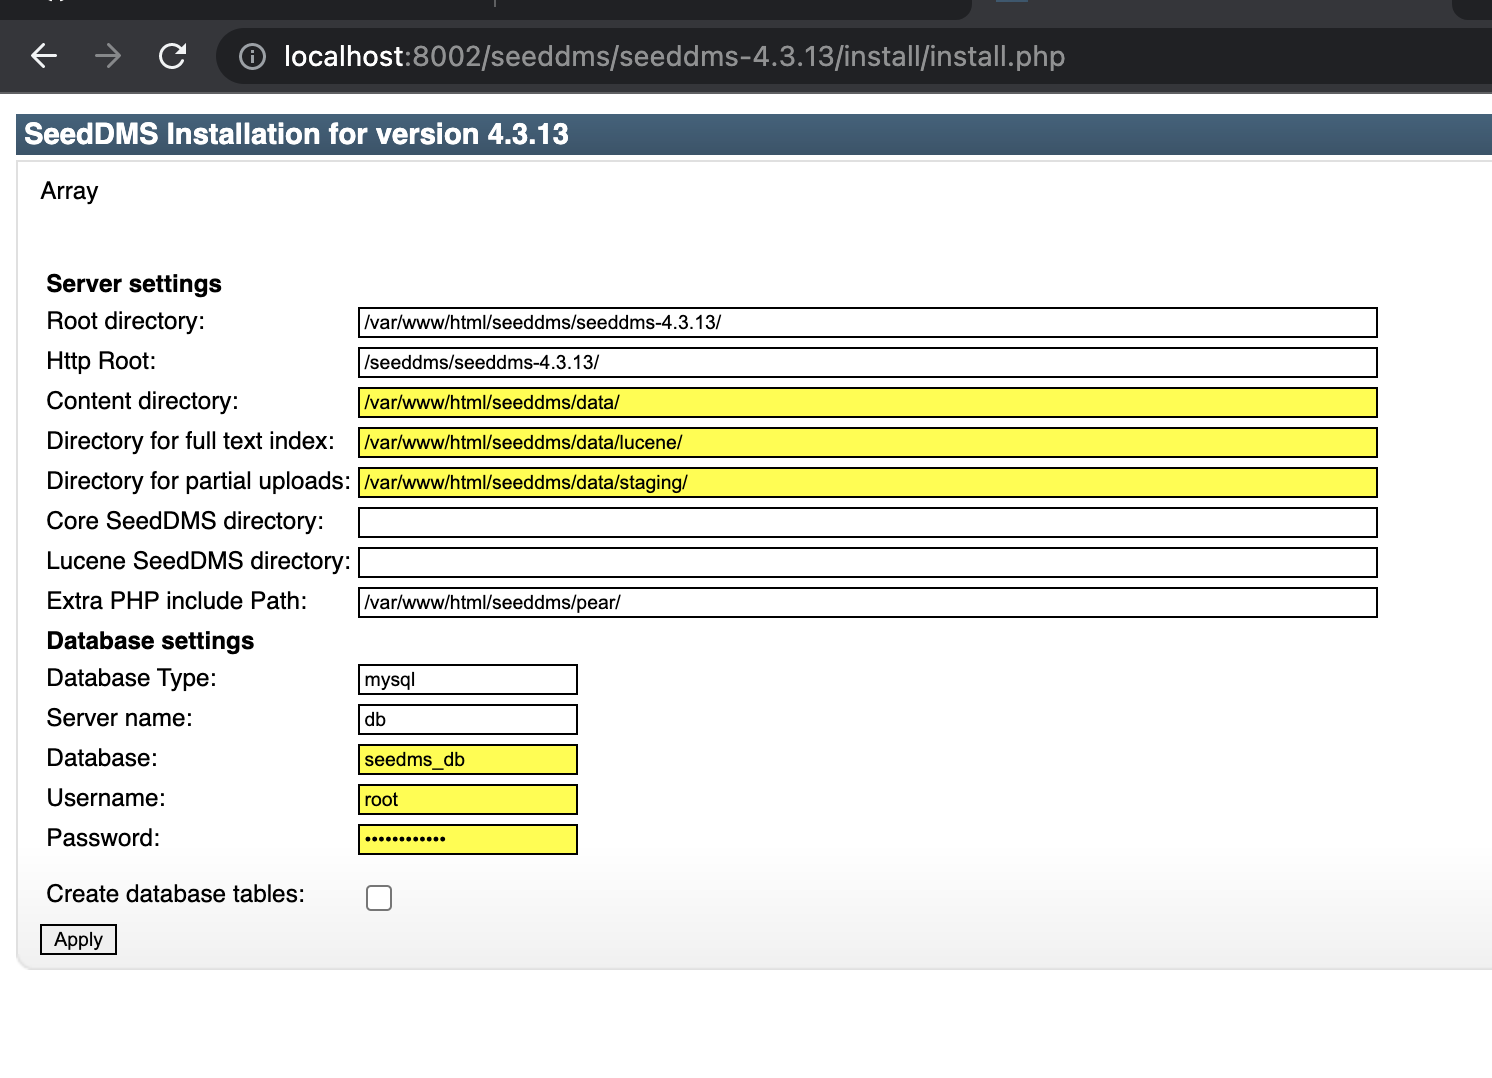 localhost:8002/seeddms/seeddms-4.3.13/install/install.php
SeedDMS Installation for version 4.3.13
Array
Server settings
Root directory: /var/www/html/seeddms/seeddms-4.3.13/
Http Root: /seeddms/seeddms-4.3.13/
Content directory: /var/www/html/seeddms/data/
Directory for full text index: /var/www/html/seeddms/data/lucene/
Directory for partial uploads: /var/www/html/seeddms/data/staging/
Core SeedDMS directory:
Lucene SeedDMS directory:
Extra PHP include Path: /var/www/html/seeddms/pear/
Database settings
Database Type: mysql
Server name: db
Database: seedms_db
Username: root
Password: ••••••••••••
Create database tables:
Apply